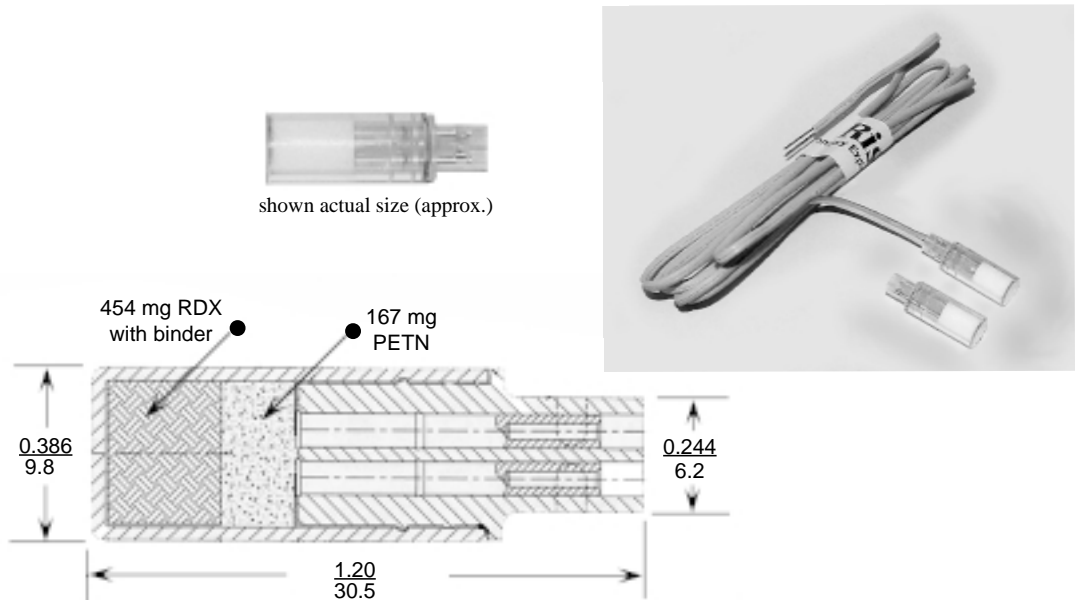 shown actual size (approx.)
454 mg RDX
with binder
167 mg
PETN
0.386
9.8
0.244
6.2
1.20
30.5